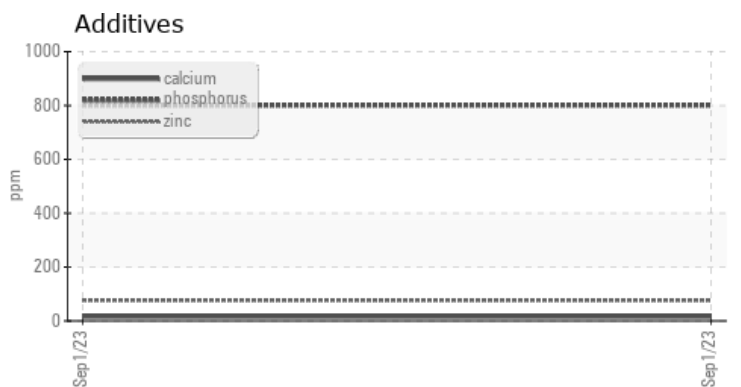 Additives
1000
calcium
phosphorus
zinc
800
600
400
200
0
ppm
Sep1/23
Sep1/23